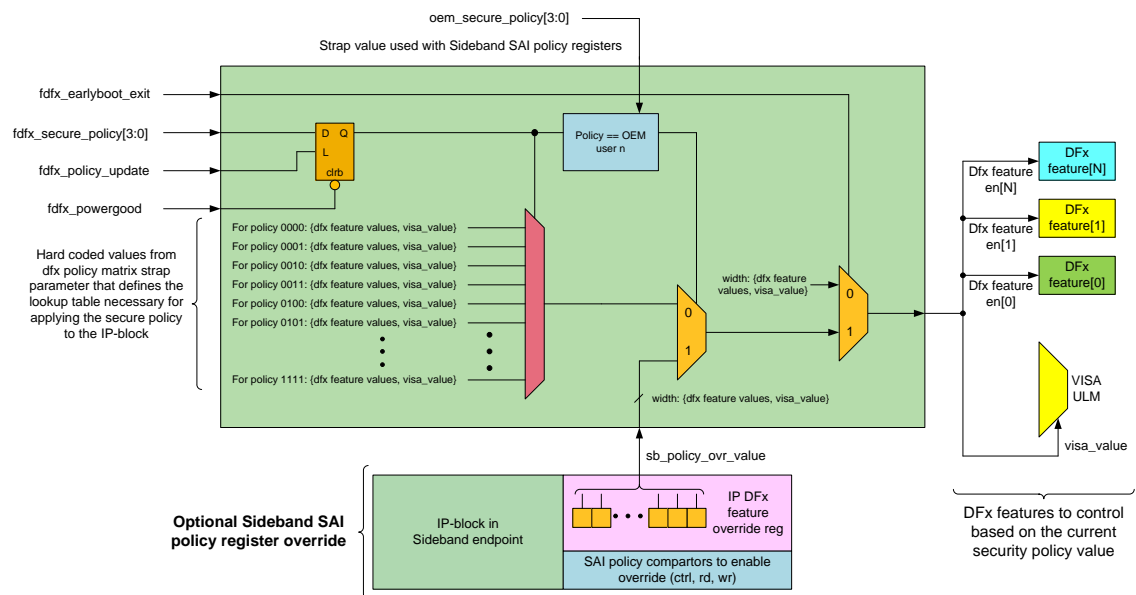 oem_secure_policy[3:0]
Strap value used with Sideband SAI policy registers
fdfx_earlyboot_exit
fdfx_secure_policy[3:0]
fdfx_policy_update
fdfx_powergood
D Q
L
clrb
Policy == OEM
user n
Hard coded values from
dfx policy matrix strap
parameter that defines the
lookup table necessary for
applying the secure policy
to the IP-block
For policy 0000: {dfx feature values, visa_value}
For policy 0001: {dfx feature values, visa_value}
For policy 0010: {dfx feature values, visa_value}
For policy 0011: {dfx feature values, visa_value}
For policy 0100: {dfx feature values, visa_value}
For policy 0101: {dfx feature values, visa_value}
For policy 1111: {dfx feature values, visa_value}
0
1
width: {dfx feature
values, visa_value}
0
1
width: {dfx feature values, visa_value}
sb_policy_ovr_value
DFx
feature[N]
Dfx feature
en[N]
DFx
feature[1]
Dfx feature
en[1]
DFx
feature[0]
Dfx feature
en[0]
VISA
ULM
visa_value
DFx features to control
based on the current
security policy value
Optional Sideband SAI
policy register override
IP-block in
Sideband endpoint
IP DFx
feature
override reg
SAI policy compartors to enable
override (ctrl, rd, wr)